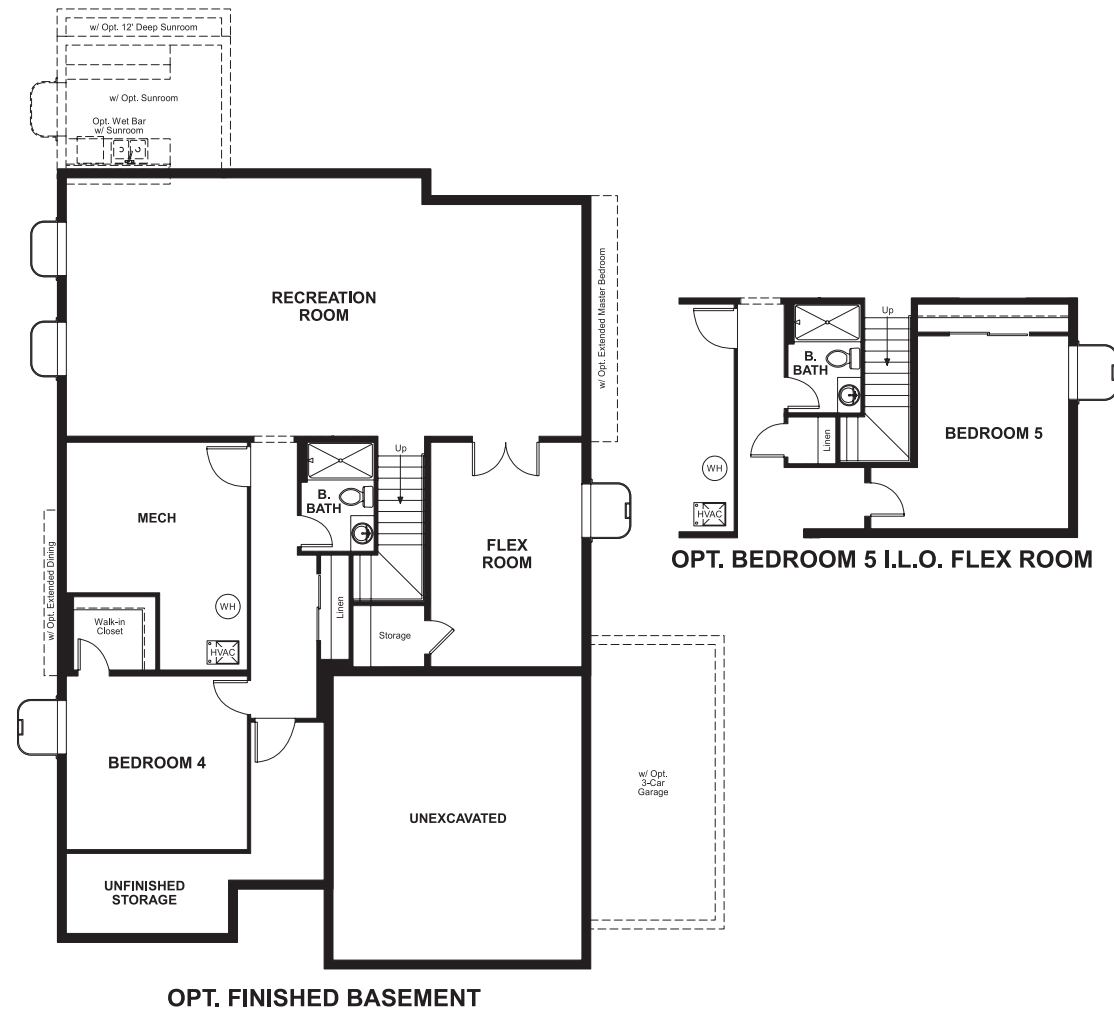 w/ Opt. 12' Deep Sunroom
w/ Opt. Sunroom
Opt. Wet Bar
w/ Sunroom
RECREATION
ROOM
w/ Opt. Extended Master Bedroom
Up
B.
BATH
MECH
FLEX
ROOM
w/ Opt. Extended Dining
WH
HVAC
Linen
Storage
Walk-in
Closet
BEDROOM 4
UNEXCAVATED
w/ Opt.
3-Car
Garage
UNFINISHED
STORAGE
OPT. FINISHED BASEMENT
Up
B.
BATH
Linen
BEDROOM 5
WH
HVAC
OPT. BEDROOM 5 I.L.O. FLEX ROOM